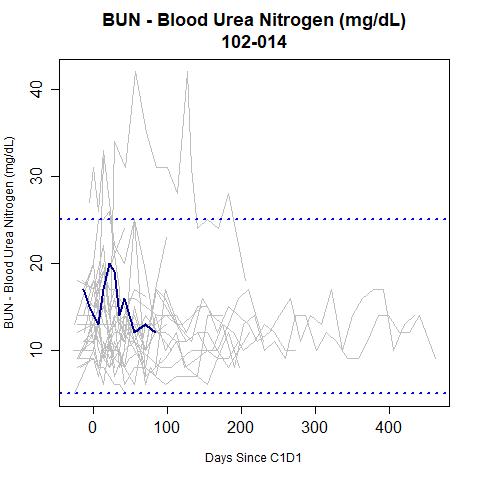 BUN - Blood Urea Nitrogen (mg/dL)
102-014
BUN - Blood Urea Nitrogen (mg/dL)
40
30
20
10
0 100 200 300 400
Days Since C1D1